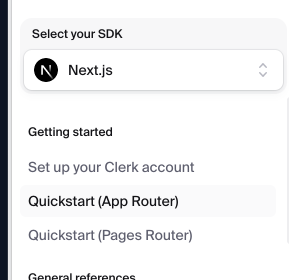 Select your SDK
Next.js
Getting started
Set up your Clerk account
Quickstart (App Router)
Quickstart (Pages Router)
General references